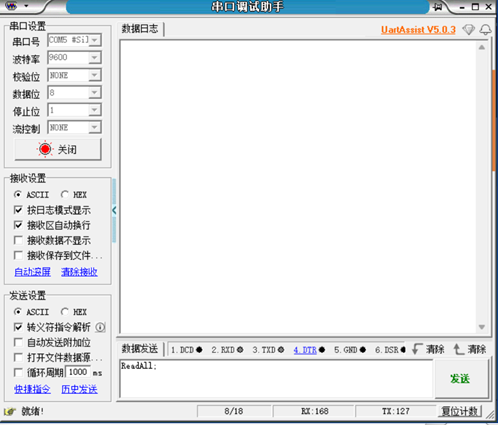 串口调试助手
串口设置
串口号 COM5 #Sil
波特率 9600
校验位 NONE
数据位 8
停止位 1
流控制 NONE
关闭
接收设置
ASCII HEX
按日志模式显示
接收区自动换行
接收数据不显示
接收保存到文件...
自动滚屏 清除接收
发送设置
ASCII HEX
转义符指令解析
自动发送附加位
打开文件数据源...
循环周期 1000 ms
快捷指令 历史发送
数据日志 UartAssist V5.0.3
数据发送 1.DCD 2.RXD 3.TXD 4.DTR 5.GND 6.DSR 清除 清除
ReadAll;
发送
就绪! 8/18 RX:168 TX:127 复位计数